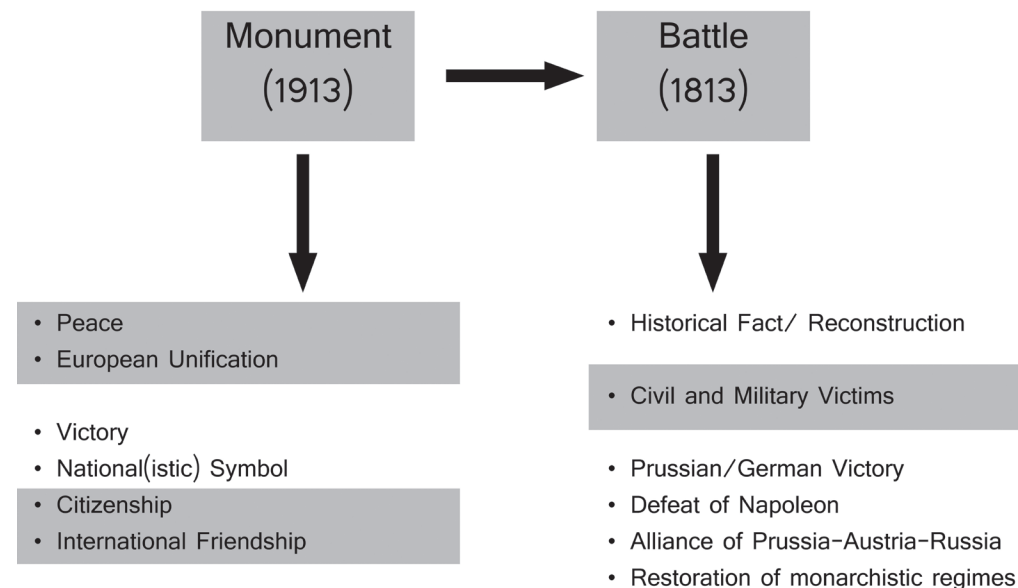 Monument
(1913)
Battle
(1813)
• Peace
• European Unification
• Victory
• National(istic) Symbol
• Citizenship
• International Friendship
• Historical Fact/ Reconstruction
• Civil and Military Victims
• Prussian/German Victory
• Defeat of Napoleon
• Alliance of Prussia-Austria-Russia
• Restoration of monarchistic regimes